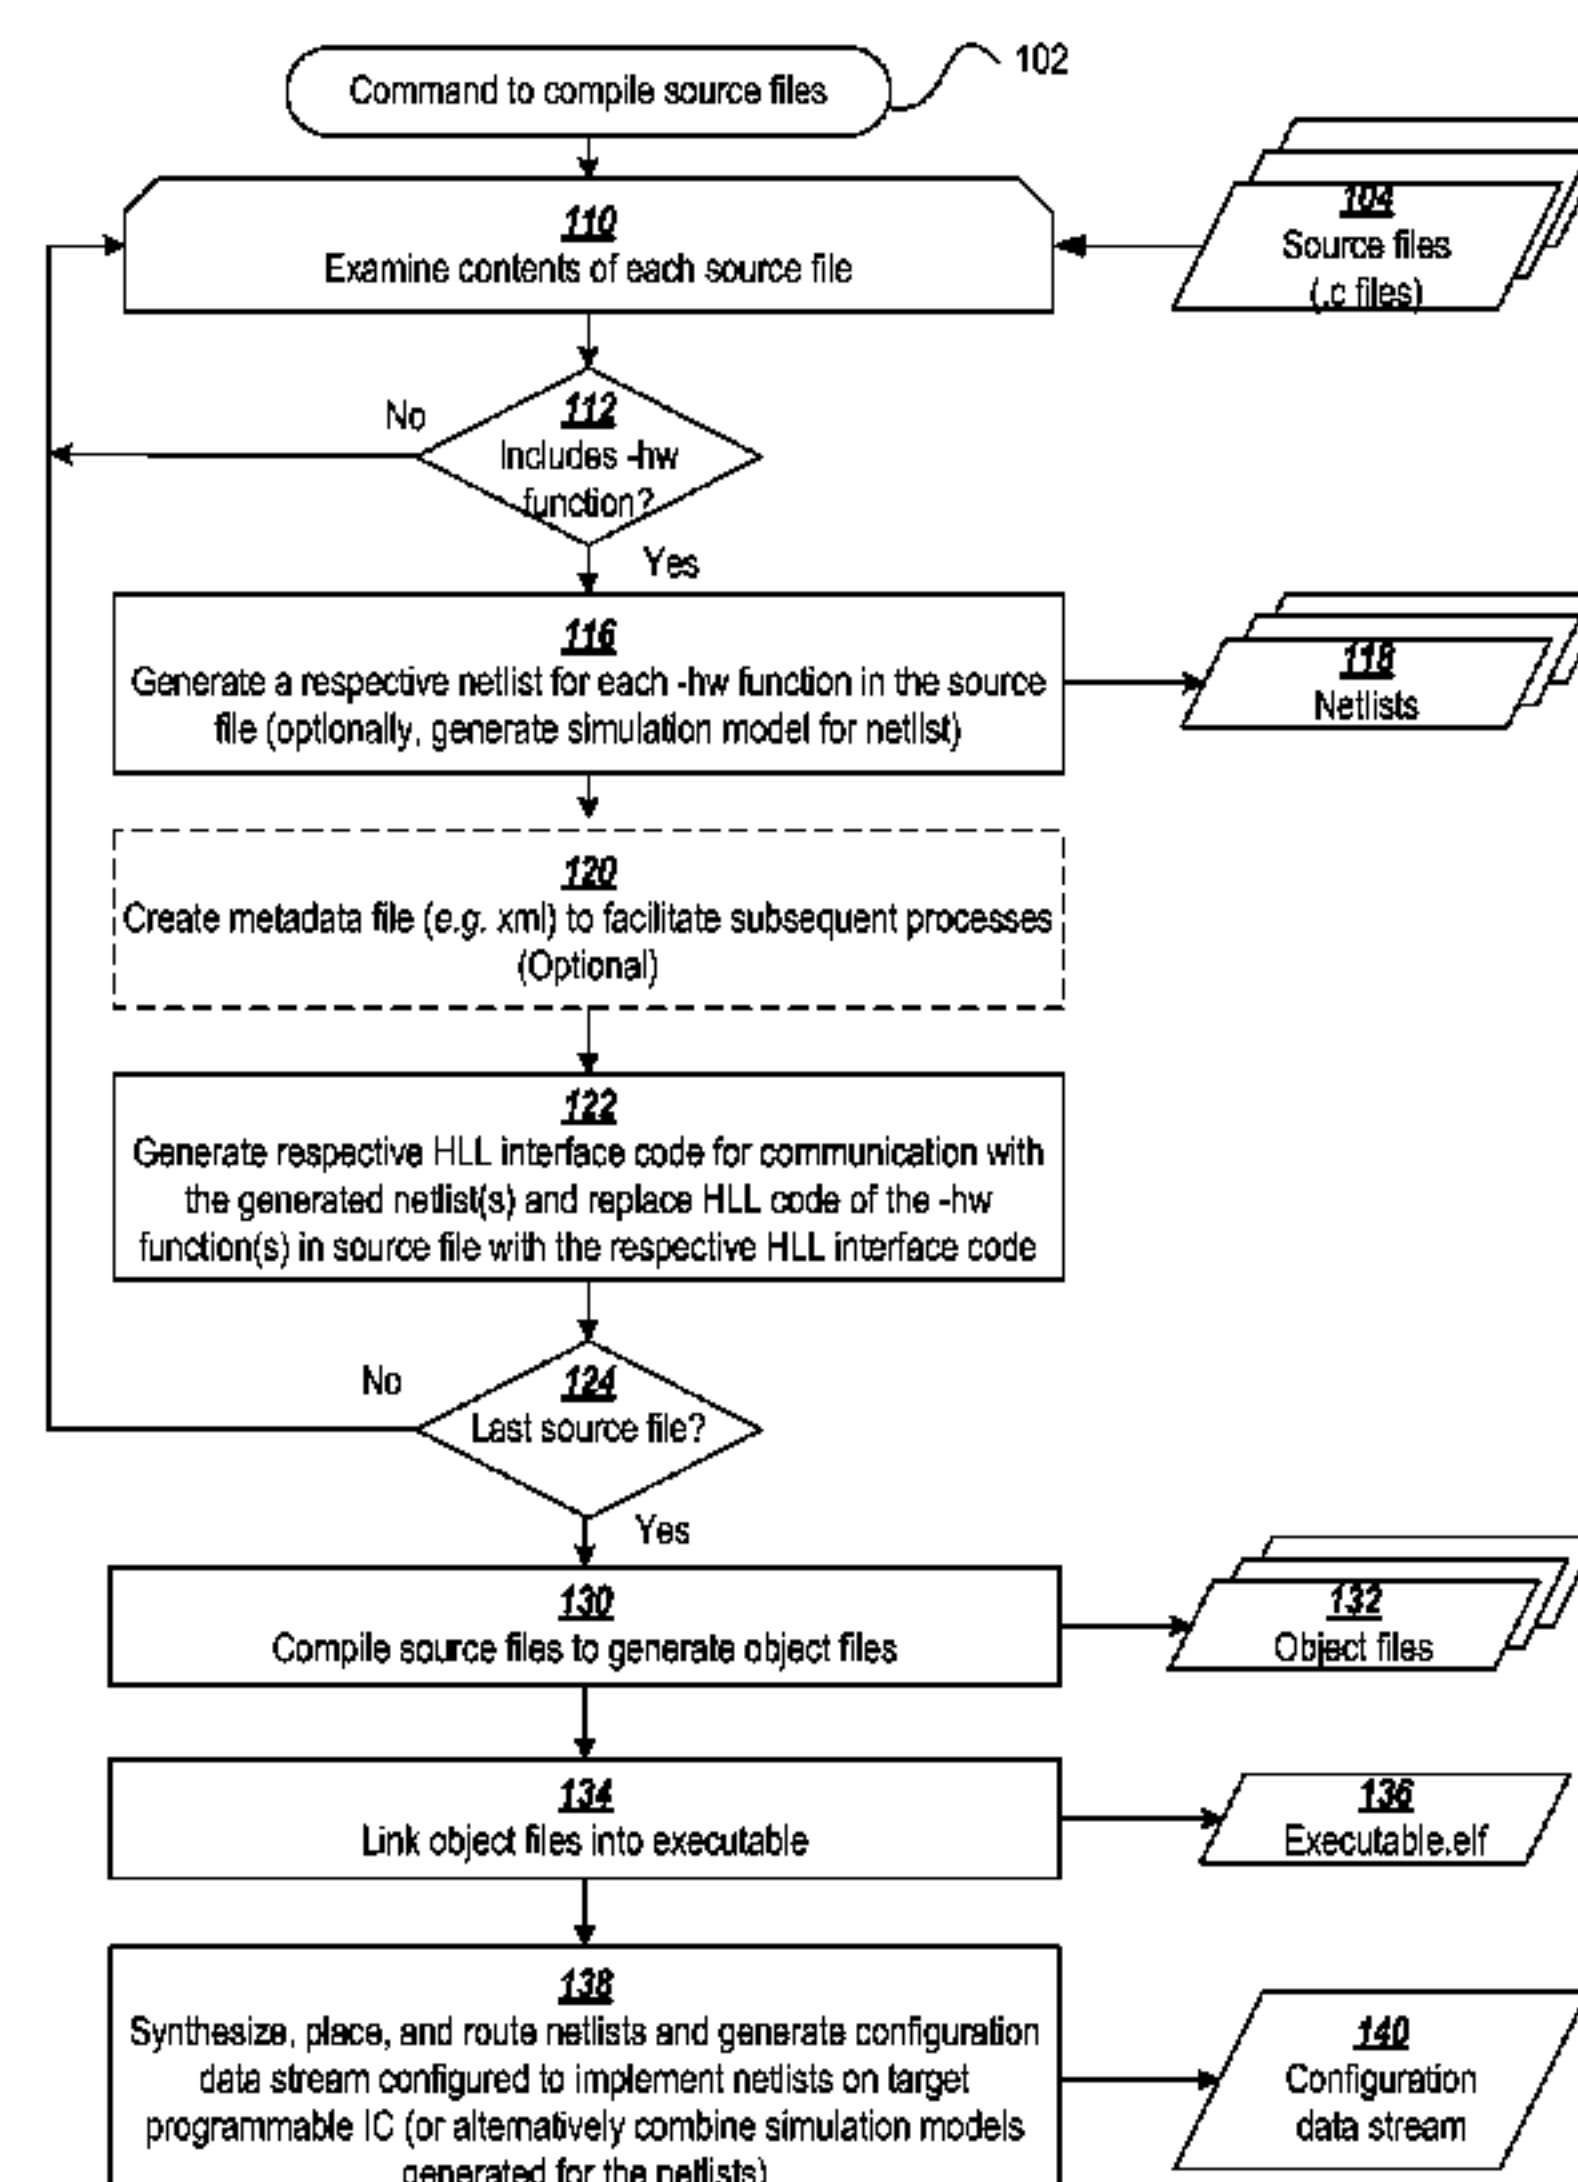 Command to compile source files
102
110
Examine contents of each source file
104
Source files
(.c files)
No
112
Includes -hw
function?
Yes
116
Generate a respective netlist for each -hw function in the source
file (optionally, generate simulation model for netlist)
118
Netlists
120
Create metadata file (e.g. xml) to facilitate subsequent processes
(Optional)
122
Generate respective HLL interface code for communication with
the generated netlist(s) and replace HLL code of the -hw
function(s) in source file with the respective HLL interface code
No
124
Last source file?
Yes
130
Compile source files to generate object files
132
Object files
134
Link object files into executable
136
Executable.elf
138
Synthesize, place, and route netlists and generate configuration
data stream configured to implement netlists on target
programmable IC (or alternatively combine simulation models
generated for the netlists)
140
Configuration
data stream